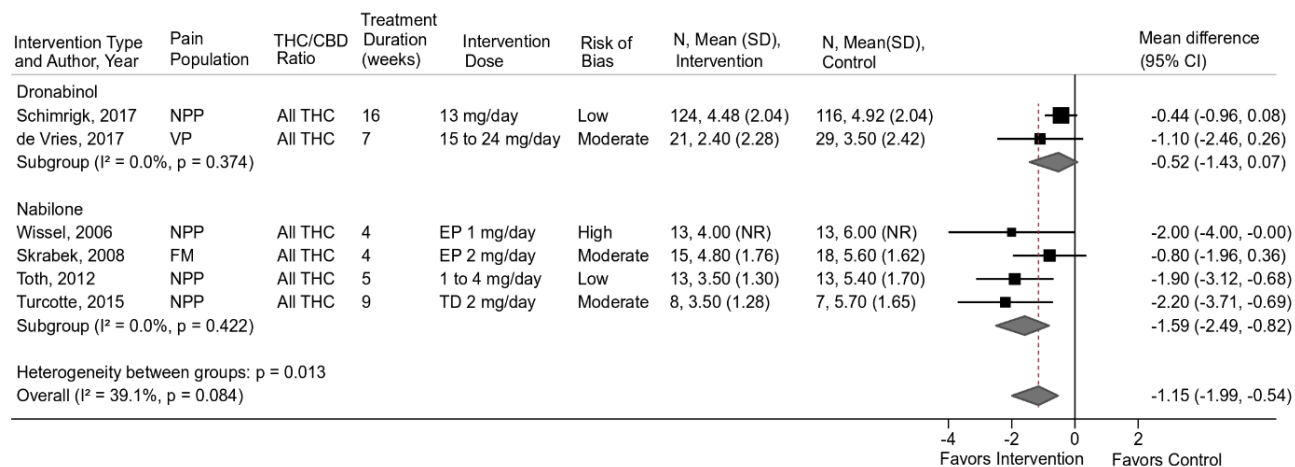 Intervention Type and Author, Year Pain Population THC/CBD Ratio Treatment Duration (weeks) Intervention Dose Risk of Bias N, Mean (SD), Intervention N, Mean(SD), Control Mean difference (95% CI)
Dronabinol
Schimrigk, 2017 NPP All THC 16 13 mg/day Low 124, 4.48 (2.04) 116, 4.92 (2.04) -0.44 (-0.96, 0.08)
de Vries, 2017 VP All THC 7 15 to 24 mg/day Moderate 21, 2.40 (2.28) 29, 3.50 (2.42) -1.10 (-2.46, 0.26)
Subgroup (I² = 0.0%, p = 0.374) -0.52 (-1.43, 0.07)
Nabilone
Wissel, 2006 NPP All THC 4 EP 1 mg/day High 13, 4.00 (NR) 13, 6.00 (NR) -2.00 (-4.00, -0.00)
Skrabek, 2008 FM All THC 4 EP 2 mg/day Moderate 15, 4.80 (1.76) 18, 5.60 (1.62) -0.80 (-1.96, 0.36)
Toth, 2012 NPP All THC 5 1 to 4 mg/day Low 13, 3.50 (1.30) 13, 5.40 (1.70) -1.90 (-3.12, -0.68)
Turcotte, 2015 NPP All THC 9 TD 2 mg/day Moderate 8, 3.50 (1.28) 7, 5.70 (1.65) -2.20 (-3.71, -0.69)
Subgroup (I² = 0.0%, p = 0.422) -1.59 (-2.49, -0.82)
Heterogeneity between groups: p = 0.013
Overall (I² = 39.1%, p = 0.084) -1.15 (-1.99, -0.54)
-4 -2 0 2
Favors Intervention Favors Control